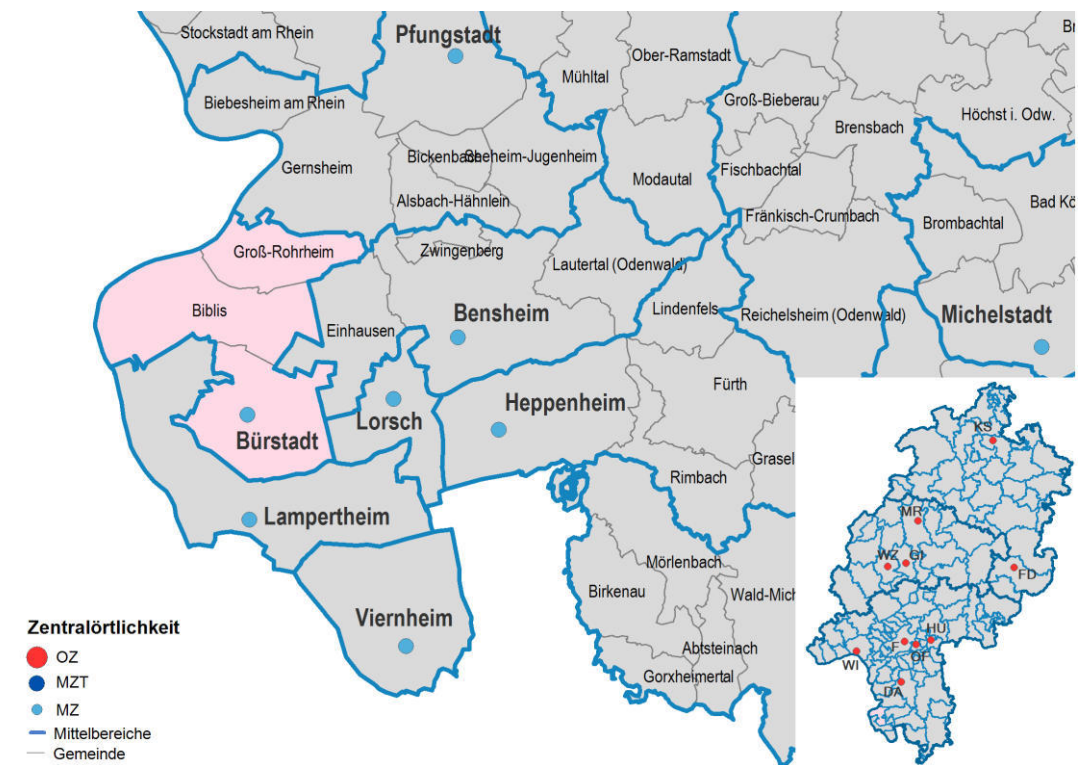 Stockstadt am Rhein
Pfungstadt
Ober-Ramstadt
Mühltal
Biebesheim am Rhein
Groß-Bieberau
Höchst i. Odw.
Brensbach
Gernsheim
Bickenbach
Seeheim-Jugenheim
Fischbachtal
Modautal
Alsbach-Hähnlein
Fränkisch-Crumbach
Brombachtal
Bad Kö
Groß-Rohrheim
Zwingenberg
Lautertal (Odenwald)
Biblis
Einhausen
Bensheim
Lindenfels
Reichelsheim (Odenwald)
Michelstadt
Fürth
Heppenheim
Lorsch
Bürstadt
Grasel
Rimbach
Lampertheim
Mörlenbach
Birkenau
Wald-Mich
Viernheim
Abtsteinach
Gorxheimertal
KS
MR
WZ
GI
FD
HU
F
OF
WI
DA
Zentralörtlichkeit
OZ
MZT
MZ
Mittelbereiche
Gemeinde